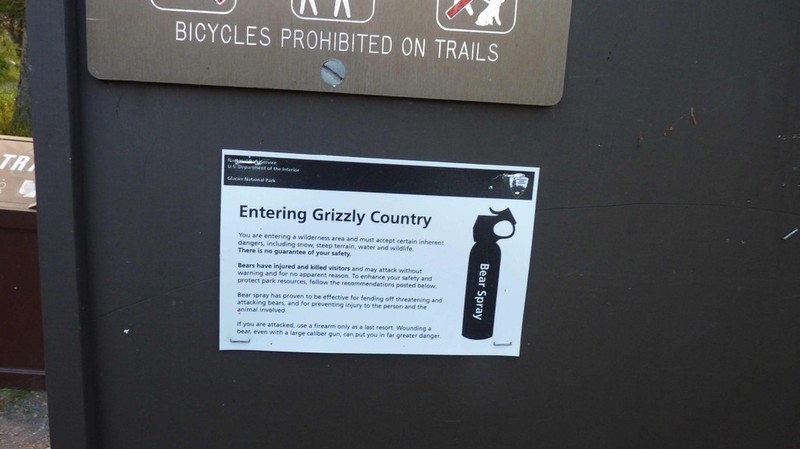 BICYCLES PROHIBITED ON TRAILS
Service
U.S. Department of the Interior
Glacier National Park
Entering Grizzly Country
You are entering a wilderness area and must accept certain inherent
dangers, including snow, steep terrain, water and wildlife.
There is no guarantee of your safety.
Bears have injured and killed visitors and may attack without
warning and for no apparent reason. To enhance your safety and
protect park resources, follow the recommendations posted below.
Bear spray has proven to be effective for fending off threatening and
attacking bears, and for preventing injury to the person and the
animal involved.
If you are attacked, use a firearm only as a last resort. Wounding a
bear, even with a large caliber gun, can put you in far greater danger.
Bear Spray